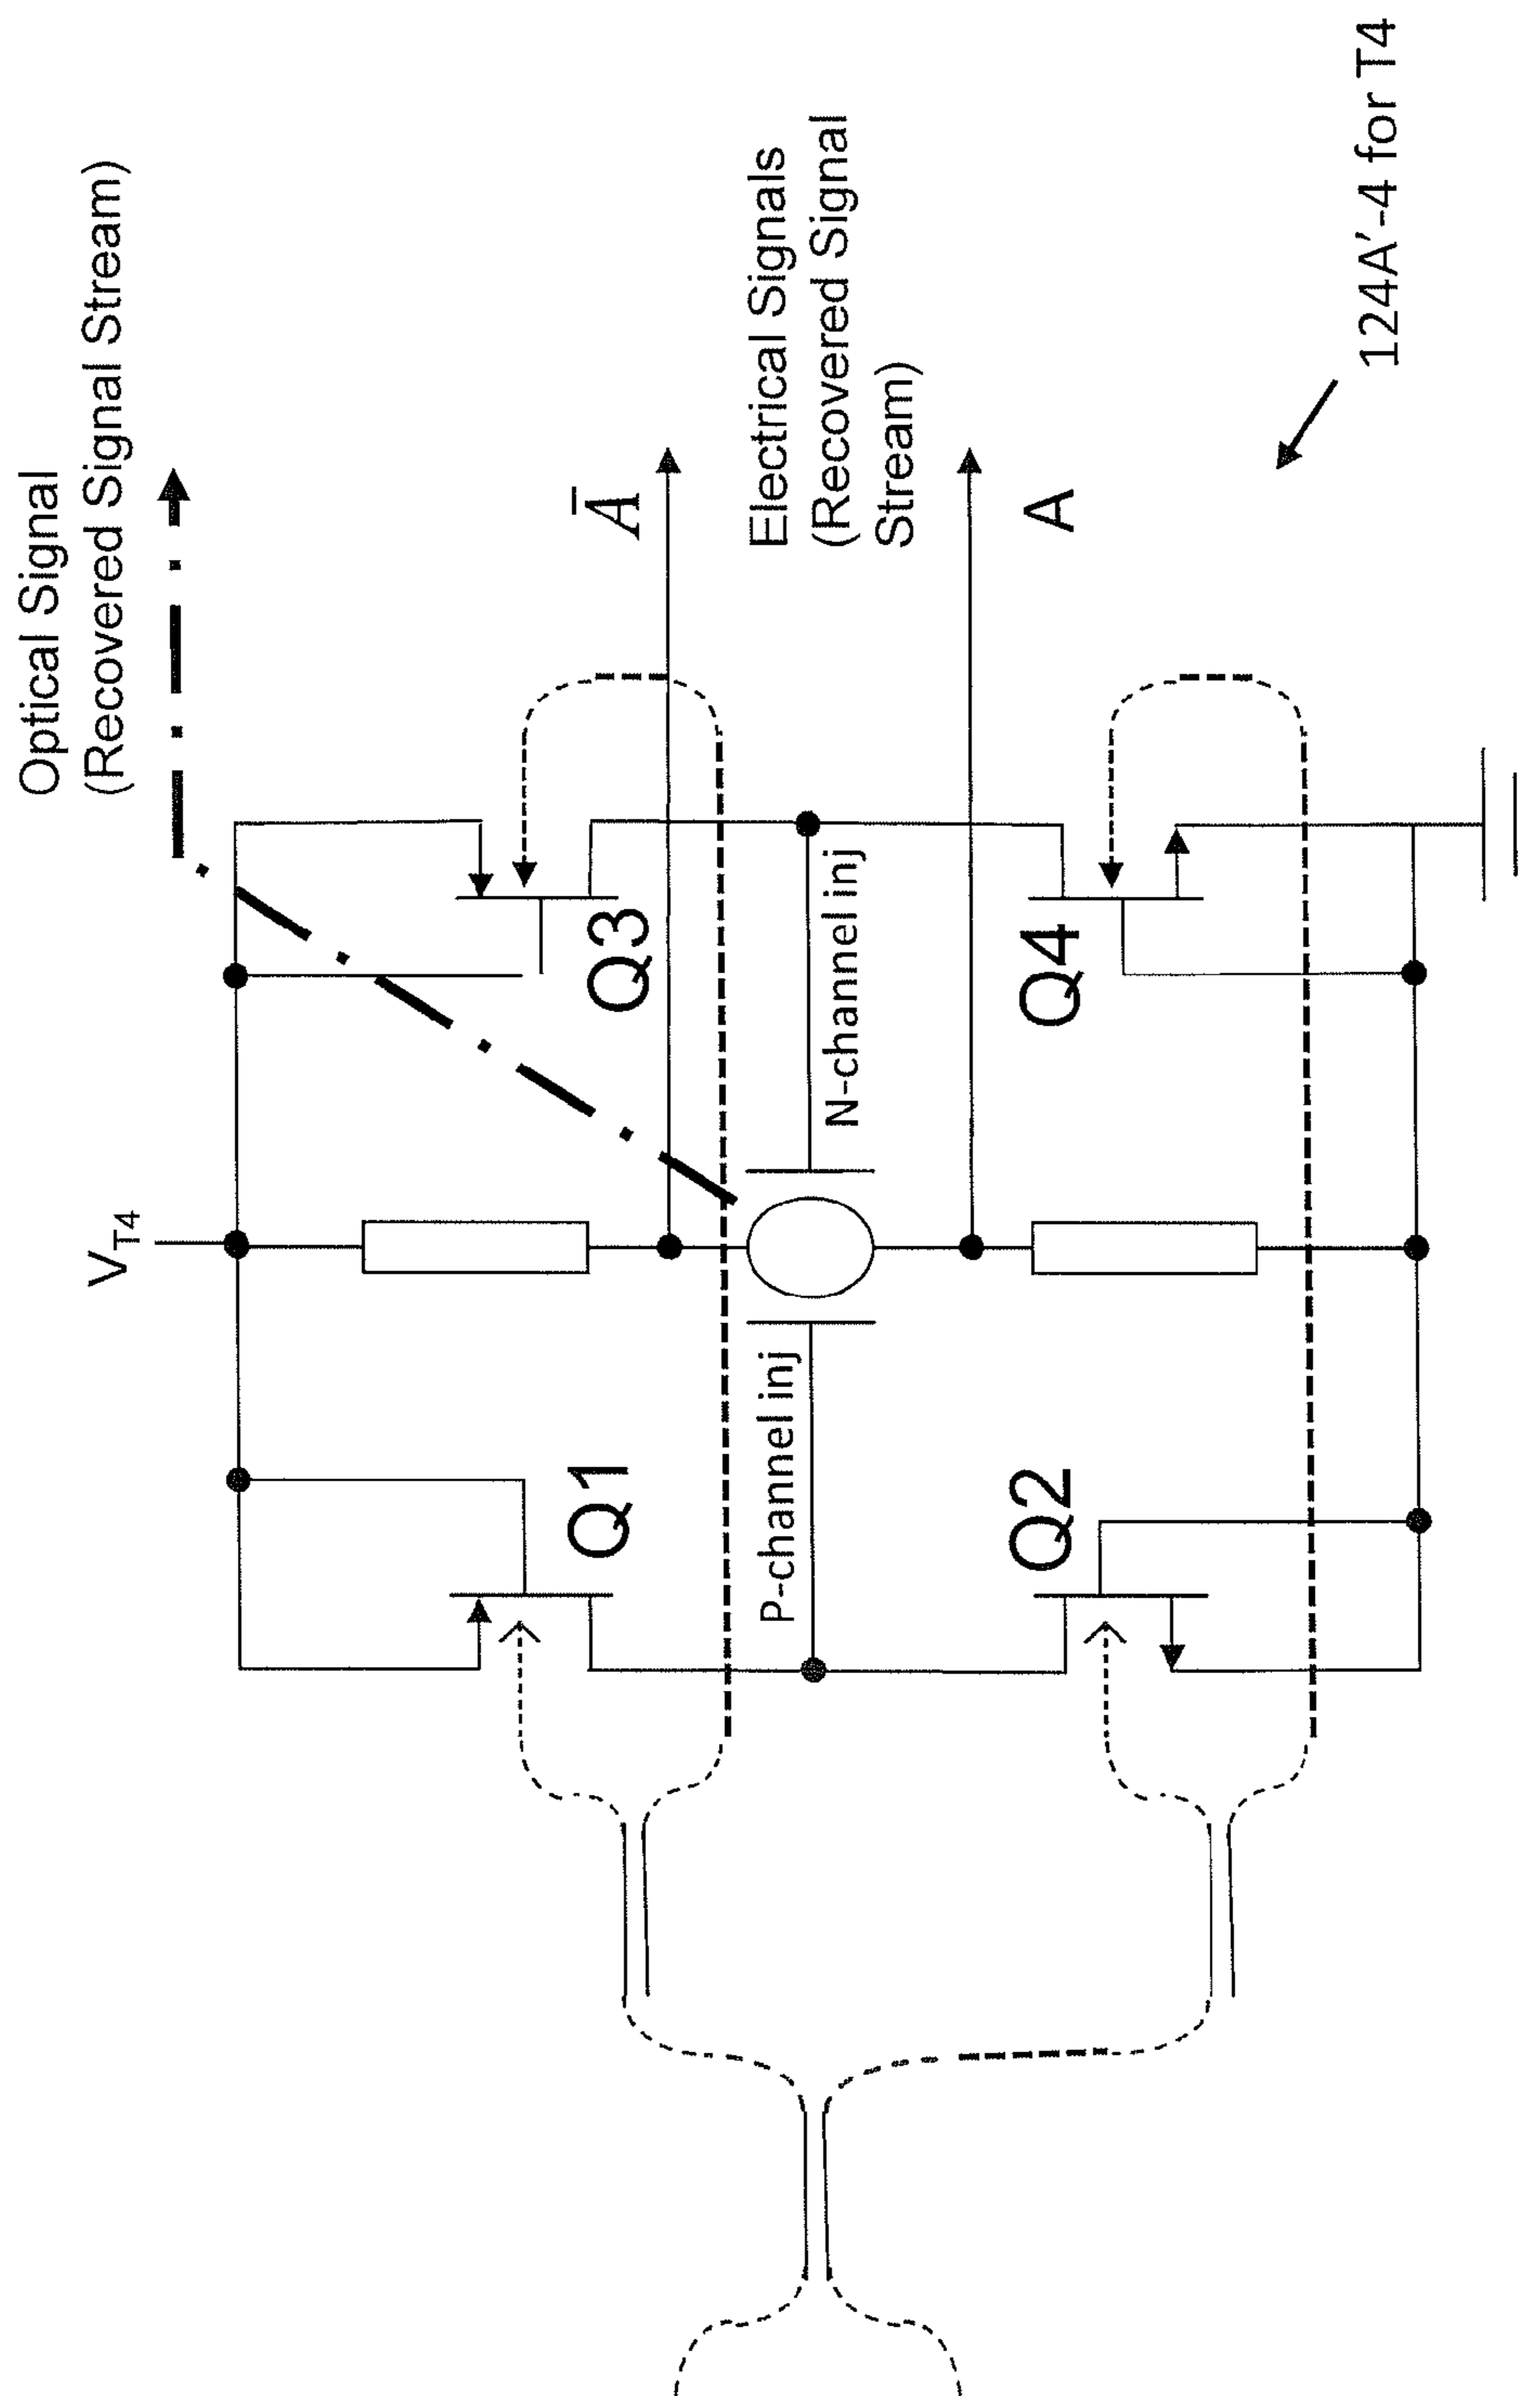 Optical Signal
(Recovered Signal Stream)
V_T4
Q1
Q3
A̅
P-channel inj
N-channel inj
Electrical Signals
(Recovered Signal
Stream)
A
Q2
Q4
124A'-4 for T4